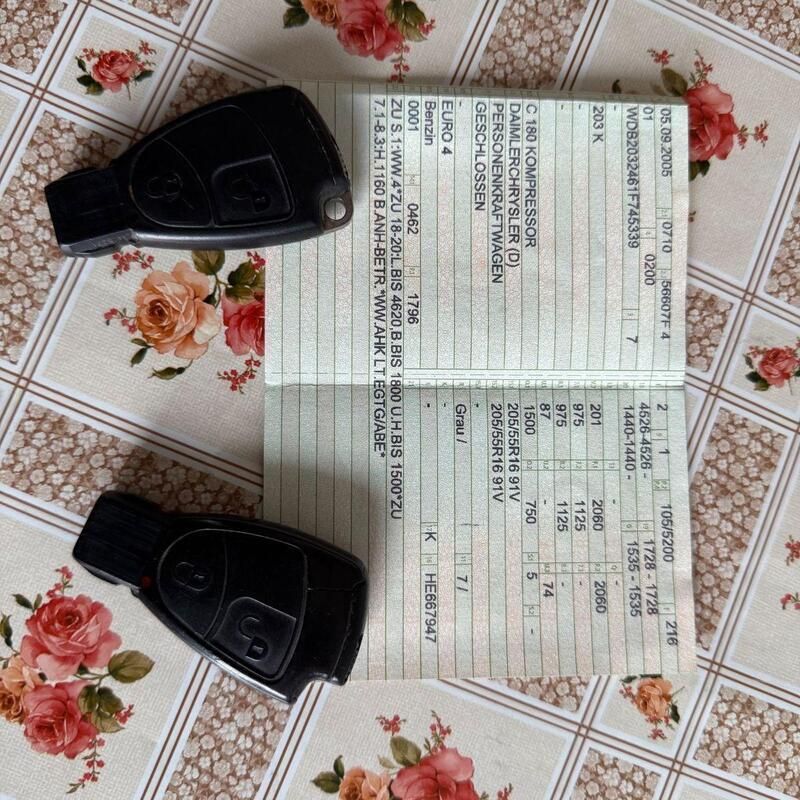 05.09.2005 0710 56607F 4
01 0200
WDB2032461F745339 7
-
203 K
-
-
C 180 KOMPRESSOR
DAIMLERCHRYSLER (D)
PERSONENKRAFTWAGEN
GESCHLOSSEN
-
EURO 4
Benzin
0001 0462 1796
2 1 105/5200 216
4526-4526 - 1728 - 1728
1440-1440 - 1535 - 1535
- -
201 2060 2060
975 1125 -
975 1125 -
87 - 74
1500 750 5 -
205/55R16 91V
205/55R16 91V
-
Grau / 7 /
-
- K HE667947
ZU S.1:WW.4*ZU 18-20:L.BIS 4620,B.BIS 1800 U.H.BIS 1500*ZU
7.1-8.3:H.1160 B.ANH-BETR.*WW.AHK LT.EGTG/ABE*